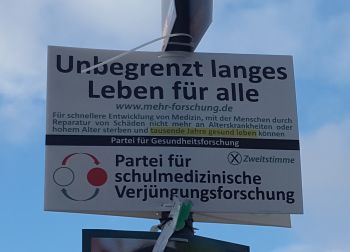 Unbegrenzt langes
Leben für alle
www.mehr-forschung.de
Für schnellere Entwicklung von Medizin, mit der Menschen durch
Reparatur von Schäden nicht mehr an Alterskrankheiten oder
hohem Alter sterben und tausende Jahre gesund leben können
Partei für Gesundheitsforschung
Partei für
schulmedizinische
Verjüngungsforschung
Zweitstimme